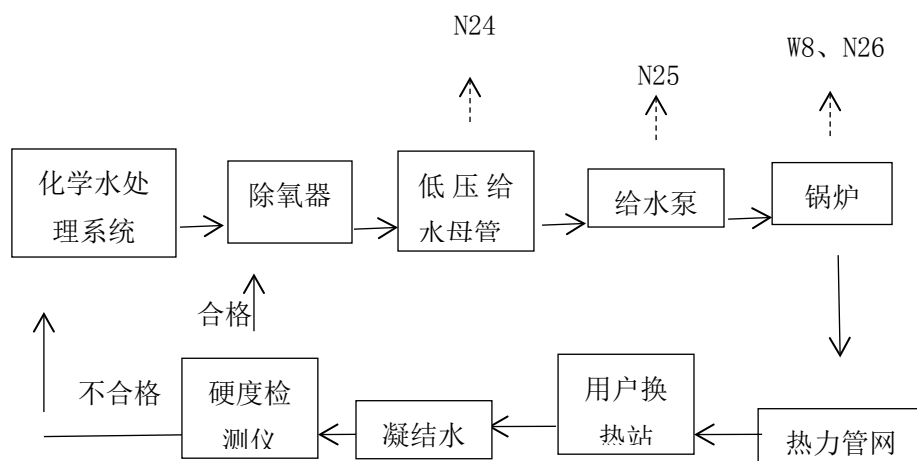 N24
W8、N26
N25
化学水处
理系统
除氧器
低压给
水母管
给水泵
锅炉
合格
不合格
硬度检
测仪
凝结水
用户换
热站
热力管网